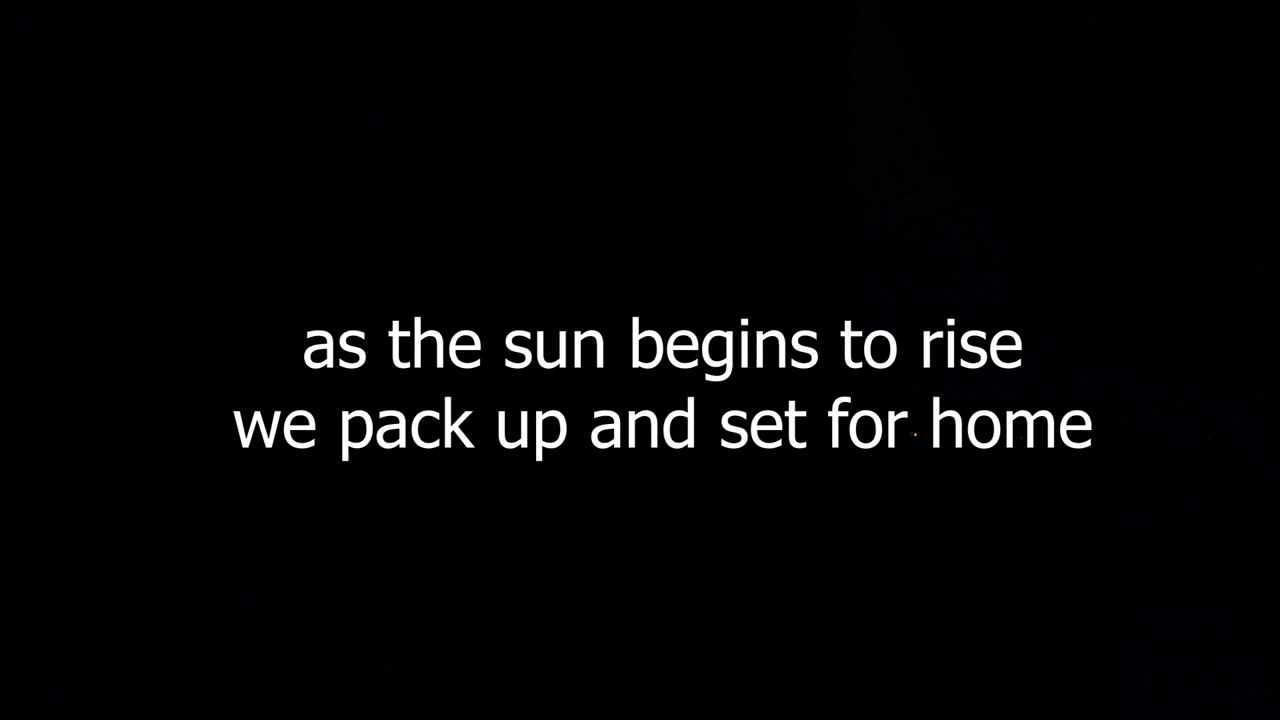 as the sun begins to rise
we pack up and set for home